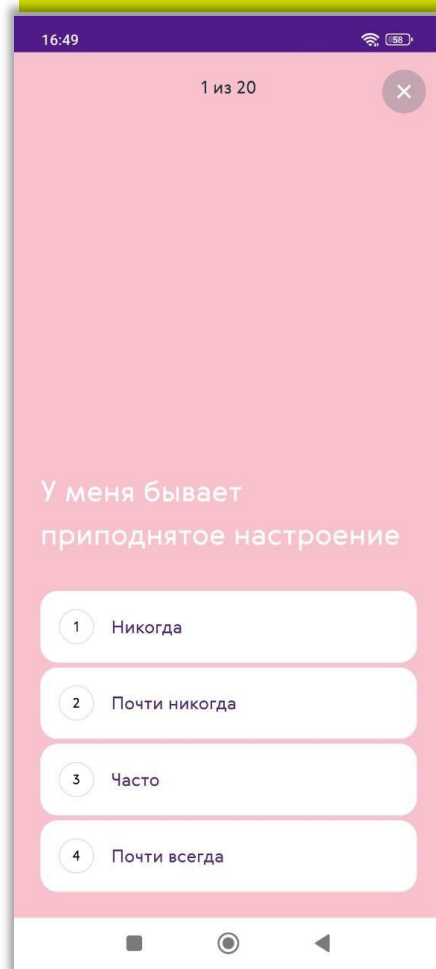 16:49
58
1 из 20
У меня бывает
приподнятое настроение
1 Никогда
2 Почти никогда
3 Часто
4 Почти всегда